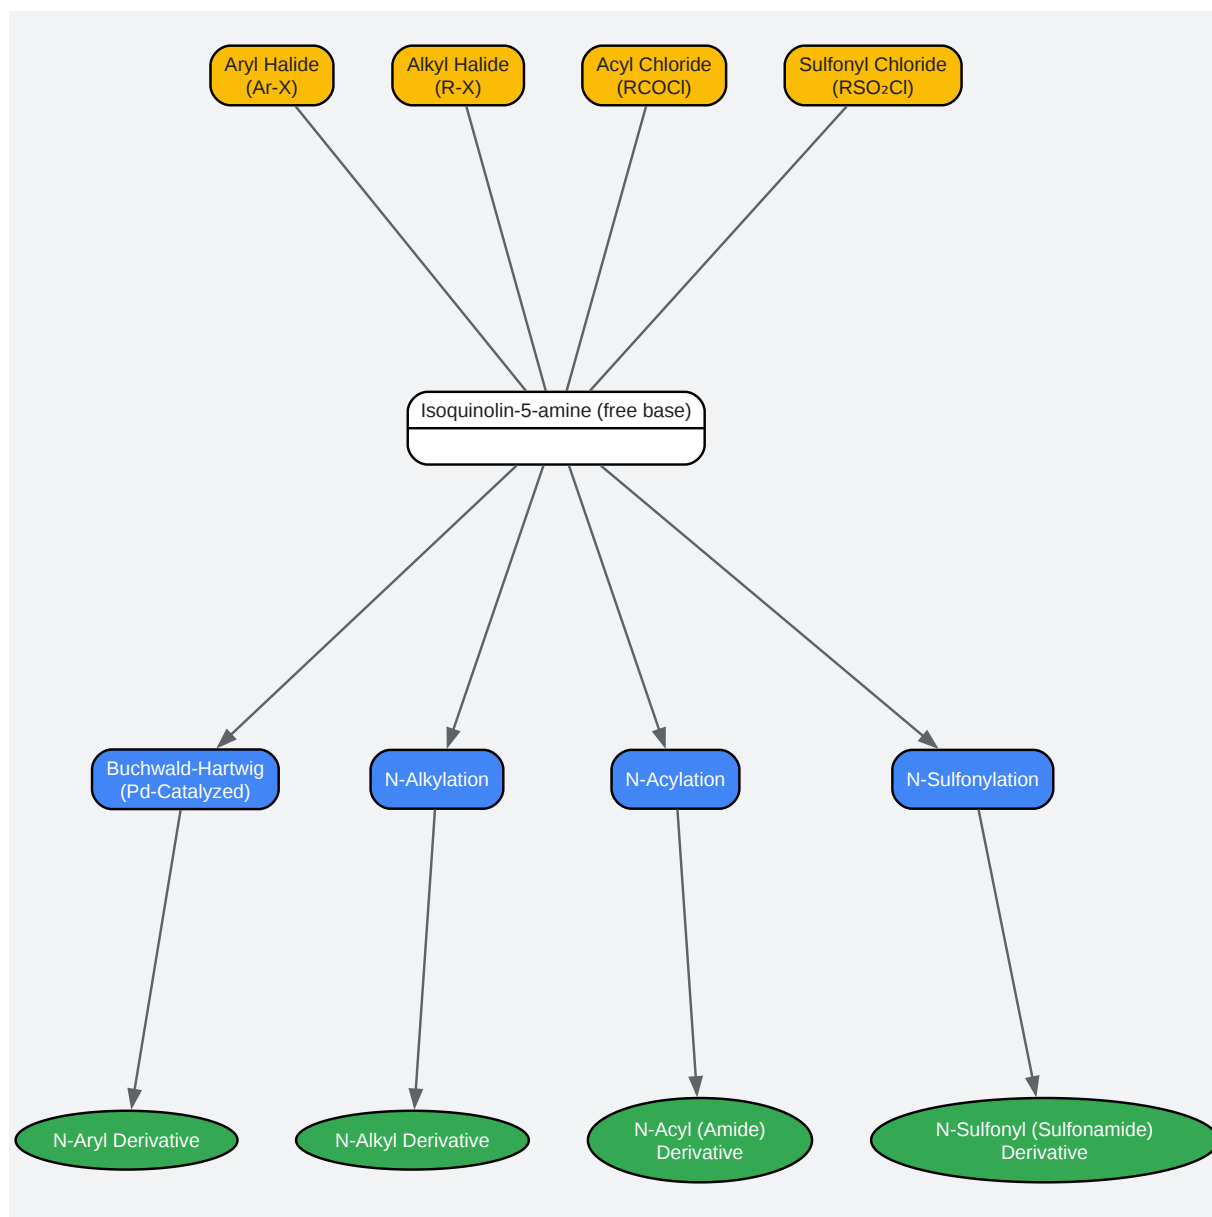 Aryl Halide
(Ar-X)
Alkyl Halide
(R-X)
Acyl Chloride
(RCOCl)
Sulfonyl Chloride
(RSO₂Cl)
Isoquinolin-5-amine (free base)
Buchwald-Hartwig
(Pd-Catalyzed)
N-Alkylation
N-Acylation
N-Sulfonylation
N-Aryl Derivative
N-Alkyl Derivative
N-Acyl (Amide)
Derivative
N-Sulfonyl (Sulfonamide)
Derivative